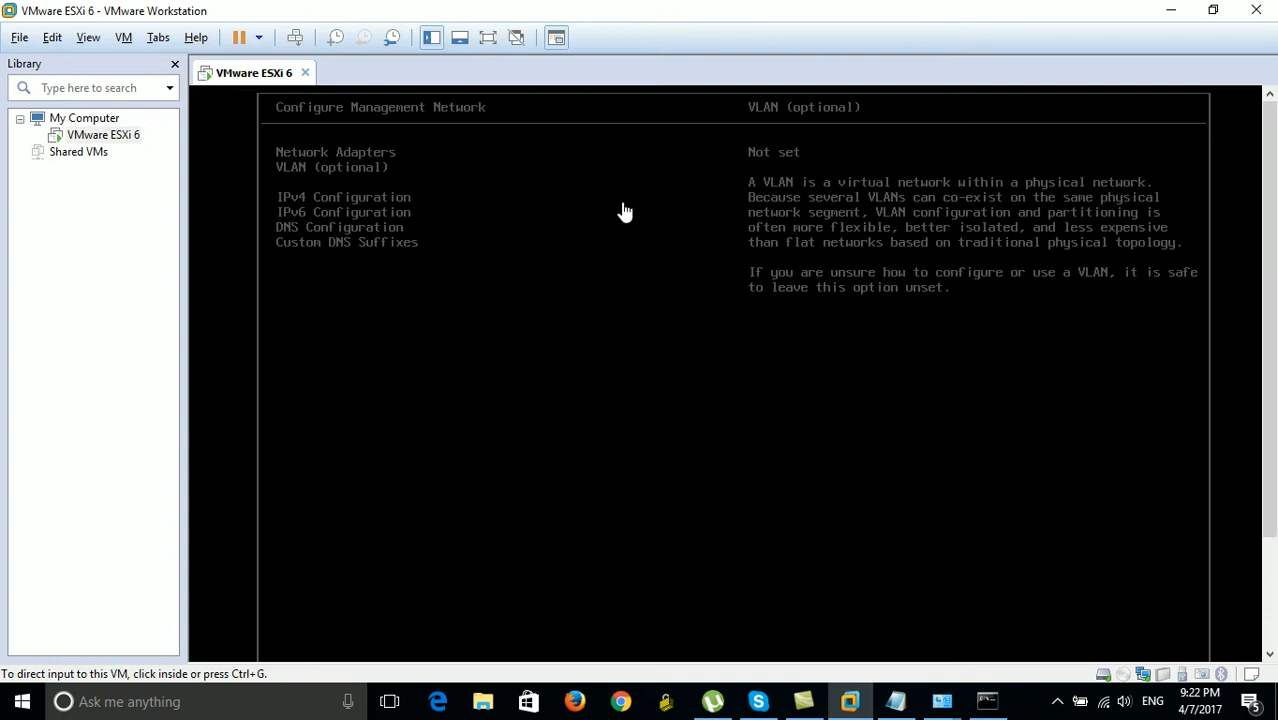 VMware ESXi 6 - VMware Workstation
File Edit View VM Tabs Help
Library
Type here to search
My Computer
VMware ESXi 6
Shared VMs
VMware ESXi 6
Configure Management Network
VLAN (optional)
Network Adapters
VLAN (optional)
IPv4 Configuration
IPv6 Configuration
DNS Configuration
Custom DNS Suffixes
Not set
A VLAN is a virtual network within a physical network.
Because several VLANs can co-exist on the same physical
network segment, VLAN configuration and partitioning is
often more flexible, better isolated, and less expensive
than flat networks based on traditional physical topology.
If you are unsure how to configure or use a VLAN, it is safe
to leave this option unset.
To direct input to this VM, click inside or press Ctrl+G.
Ask me anything
ENG
9:22 PM
4/7/2017
5